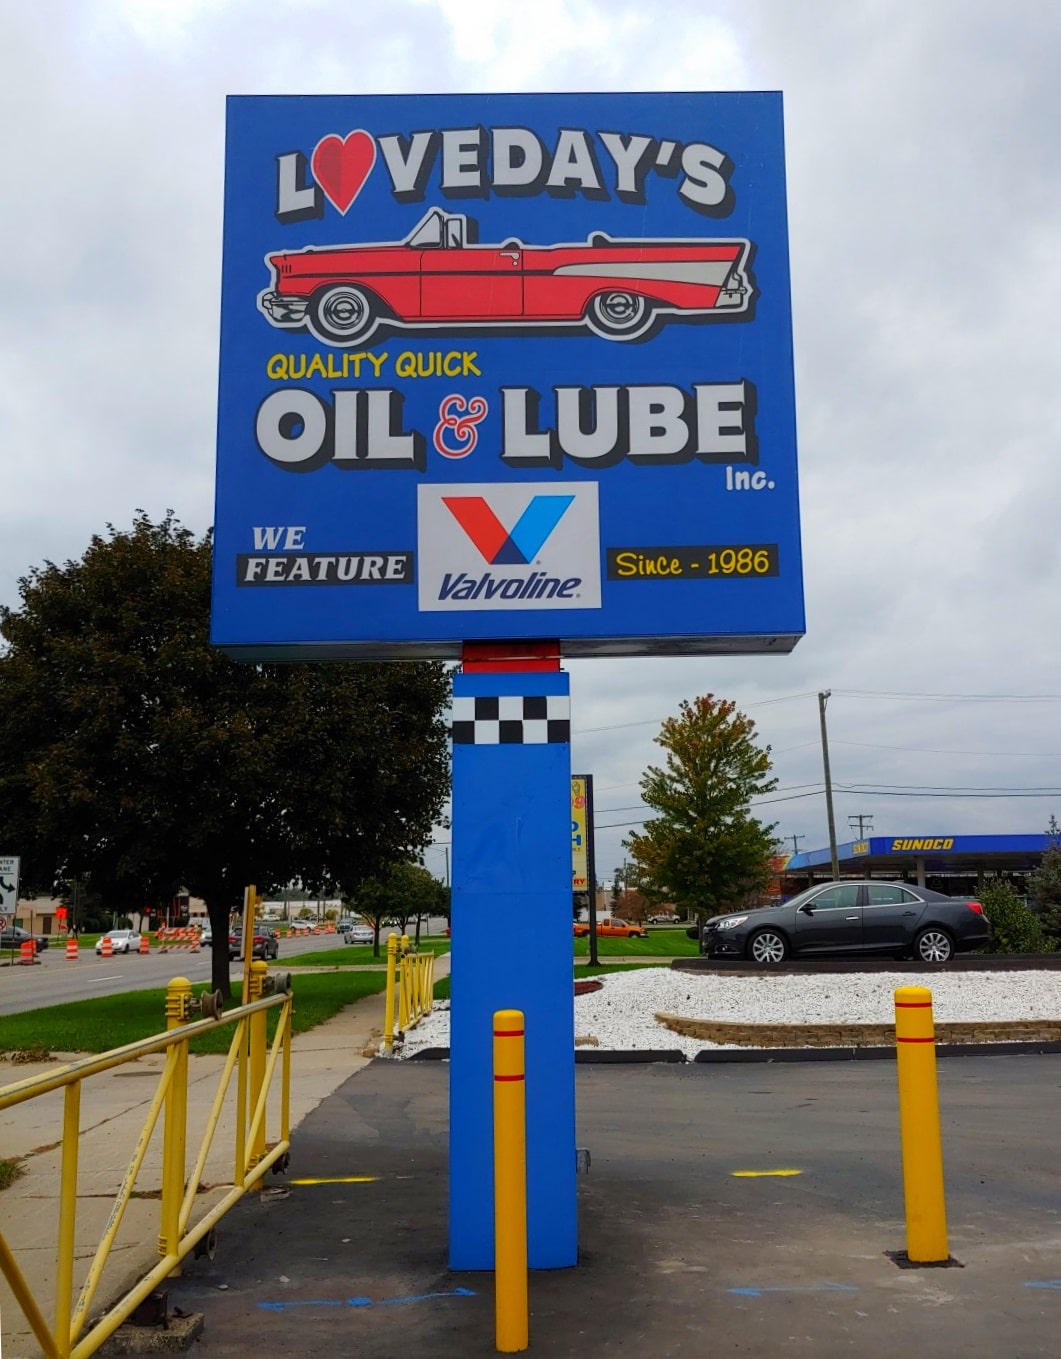 LOVEDAY'S
QUALITY QUICK
OIL & LUBE
Inc.
WE
FEATURE
Valvoline
Since - 1986
SUNOCO